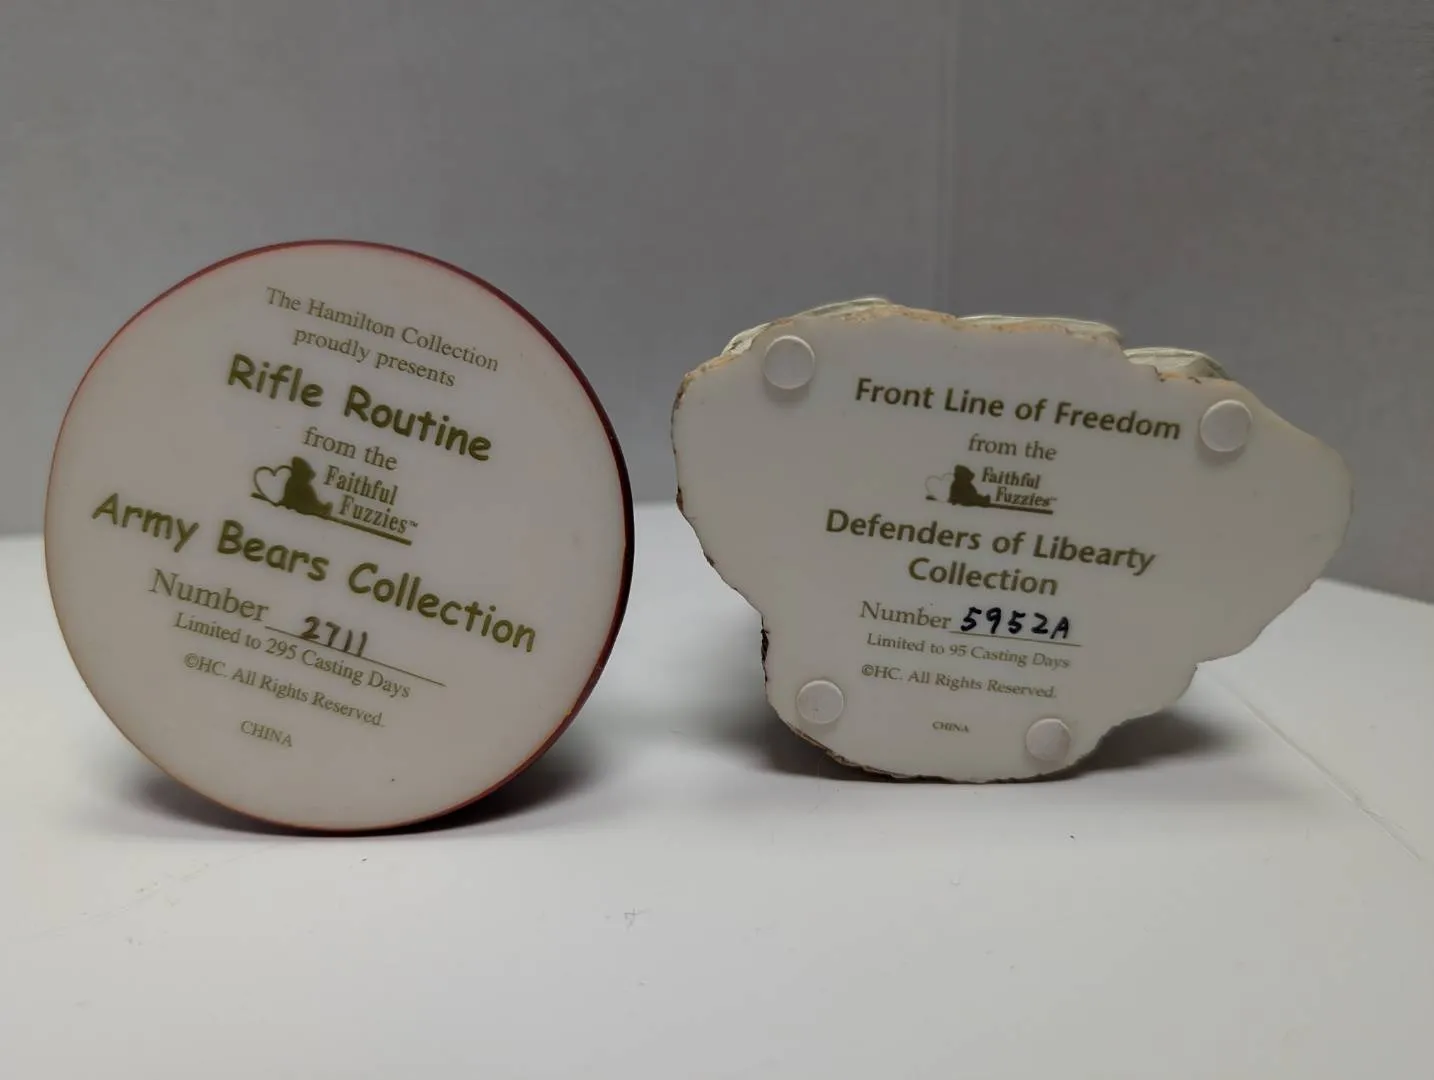 The Hamilton Collection
proudly presents
Rifle Routine
from the
Faithful
Fuzzies™
Army Bears Collection
Number 2711
Limited to 295 Casting Days
©HC. All Rights Reserved.
CHINA
Front Line of Freedom
from the
Faithful
Fuzzies™
Defenders of Libearty
Collection
Number 5952A
Limited to 95 Casting Days
©HC. All Rights Reserved.
CHINA